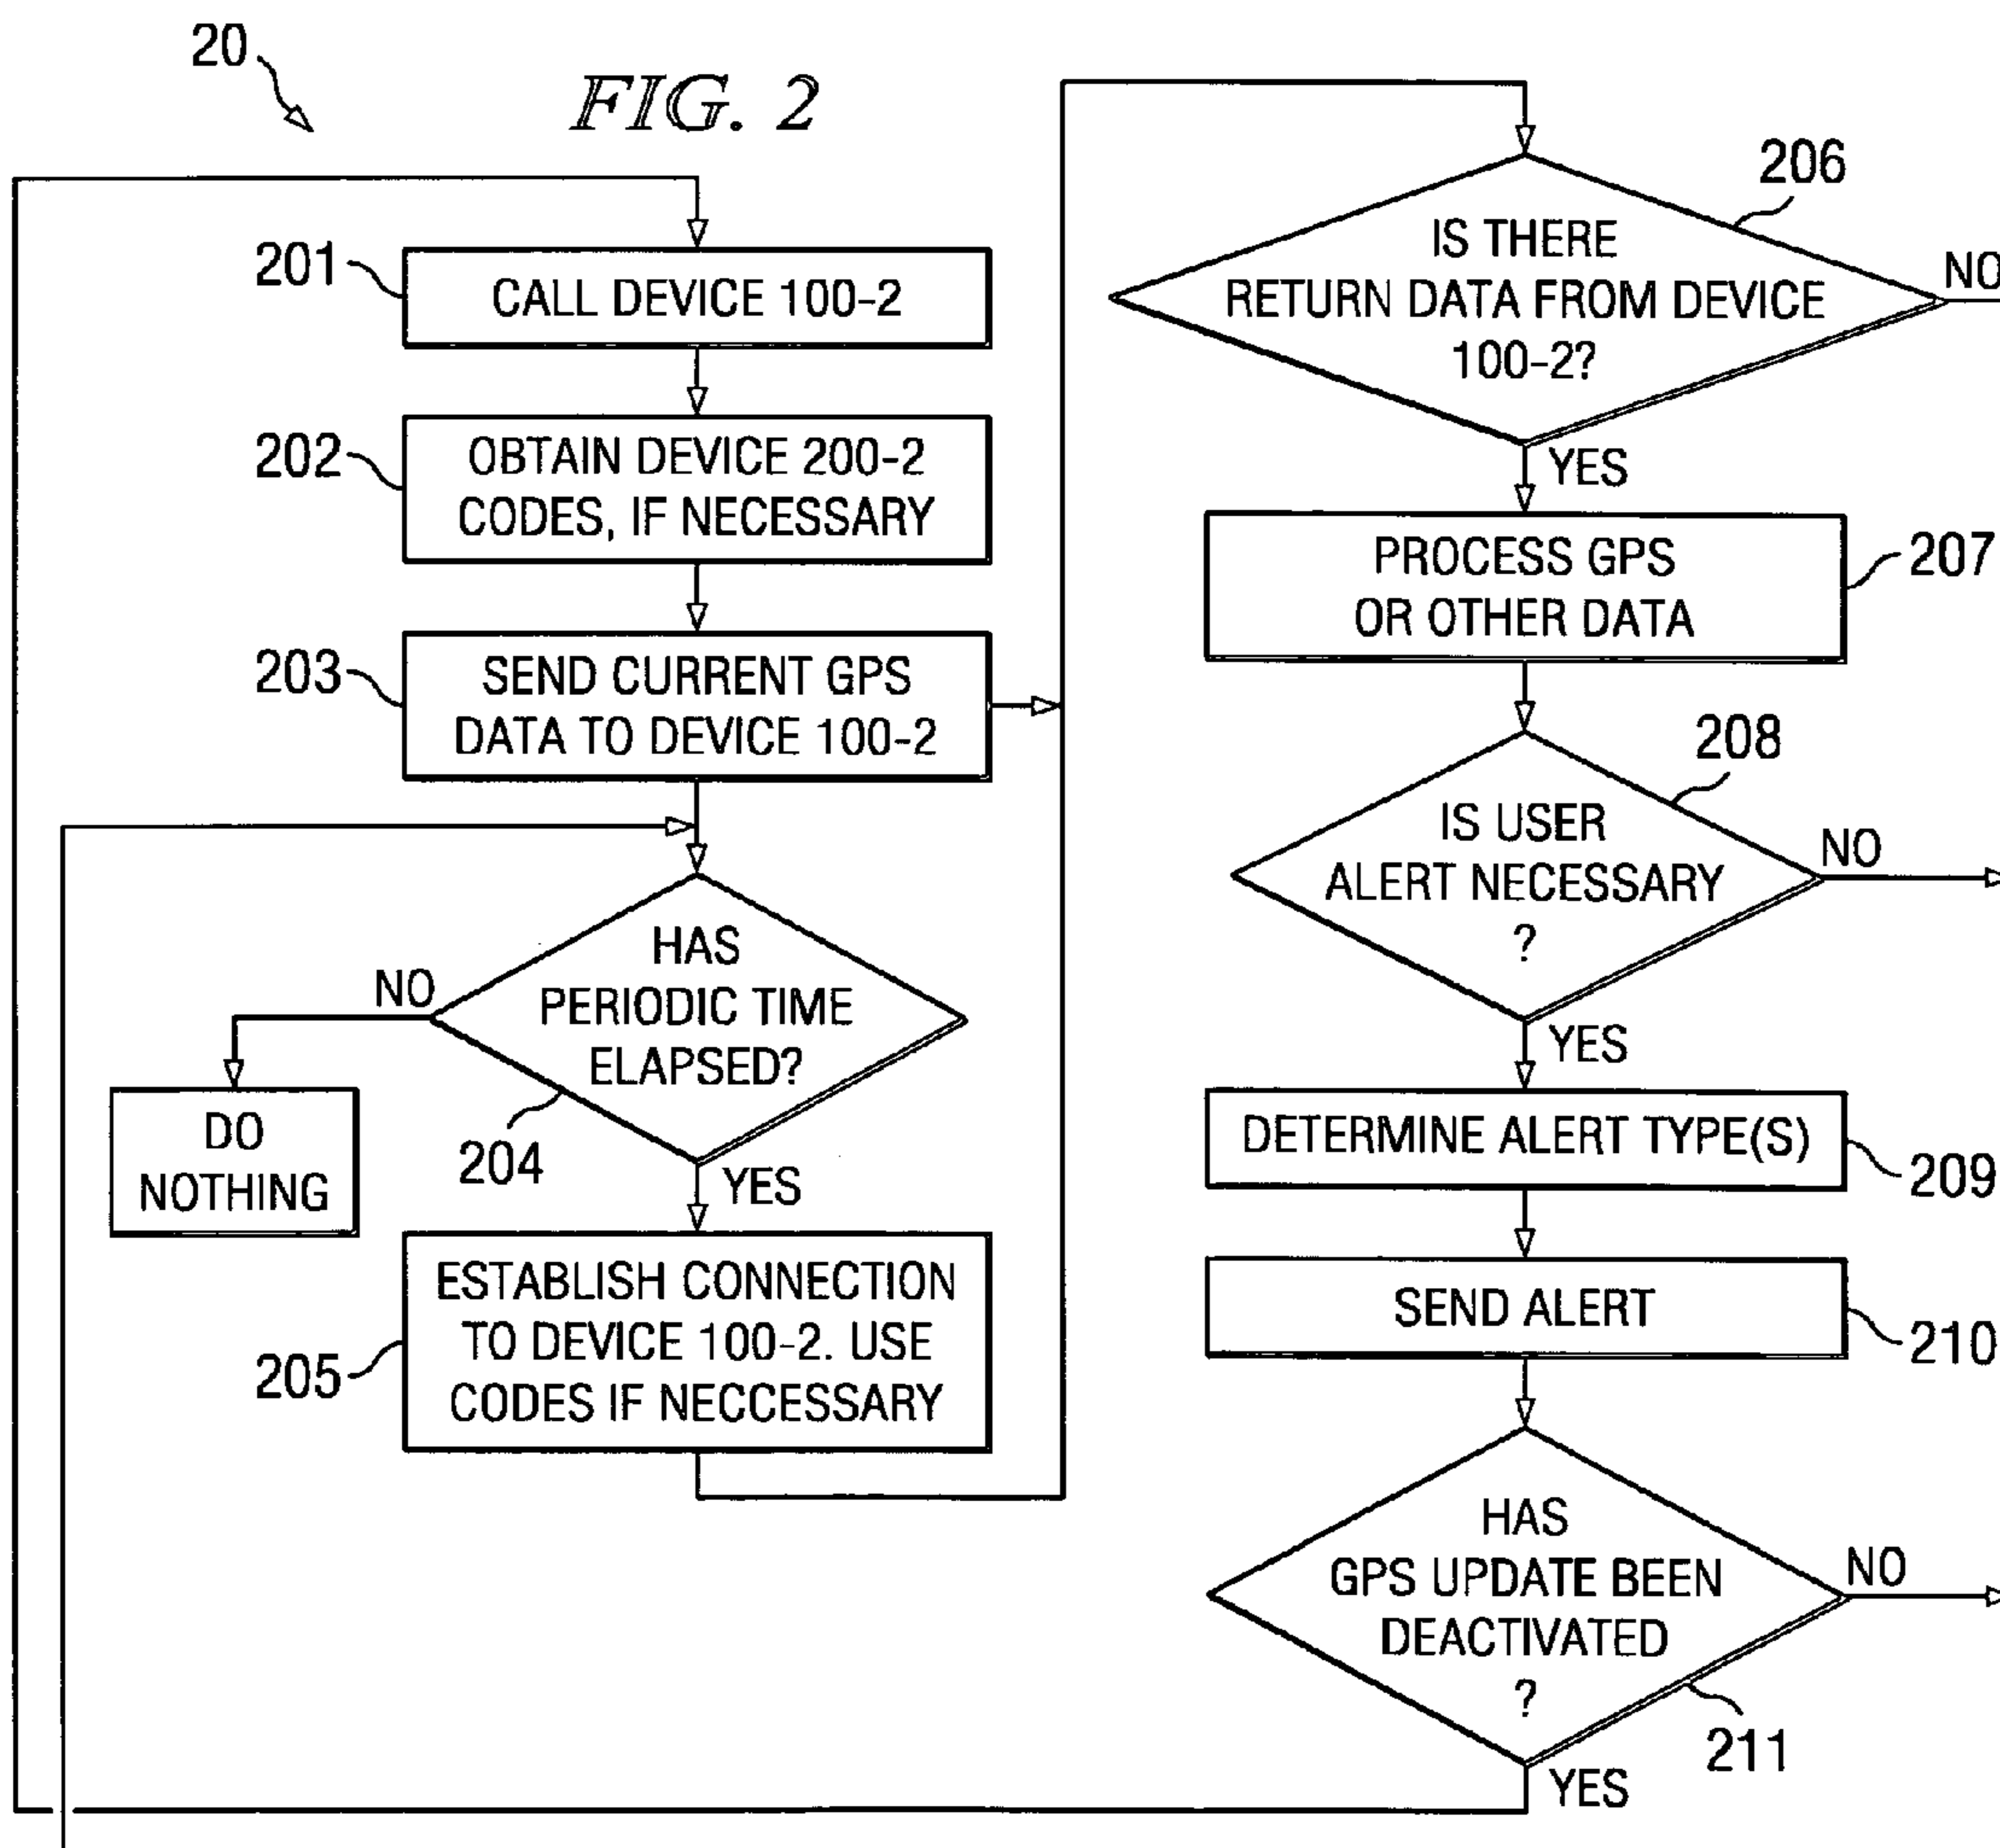 20
FIG. 2
201
CALL DEVICE 100-2
202
OBTAIN DEVICE 200-2
CODES, IF NECESSARY
203
SEND CURRENT GPS
DATA TO DEVICE 100-2
HAS
PERIODIC TIME
ELAPSED?
NO
204
YES
DO
NOTHING
205
ESTABLISH CONNECTION
TO DEVICE 100-2. USE
CODES IF NECCESSARY
206
IS THERE
RETURN DATA FROM DEVICE
100-2?
NO
YES
PROCESS GPS
OR OTHER DATA
207
208
IS USER
ALERT NECESSARY
?
NO
YES
DETERMINE ALERT TYPE(S)
209
SEND ALERT
210
HAS
GPS UPDATE BEEN
DEACTIVATED
?
NO
211
YES